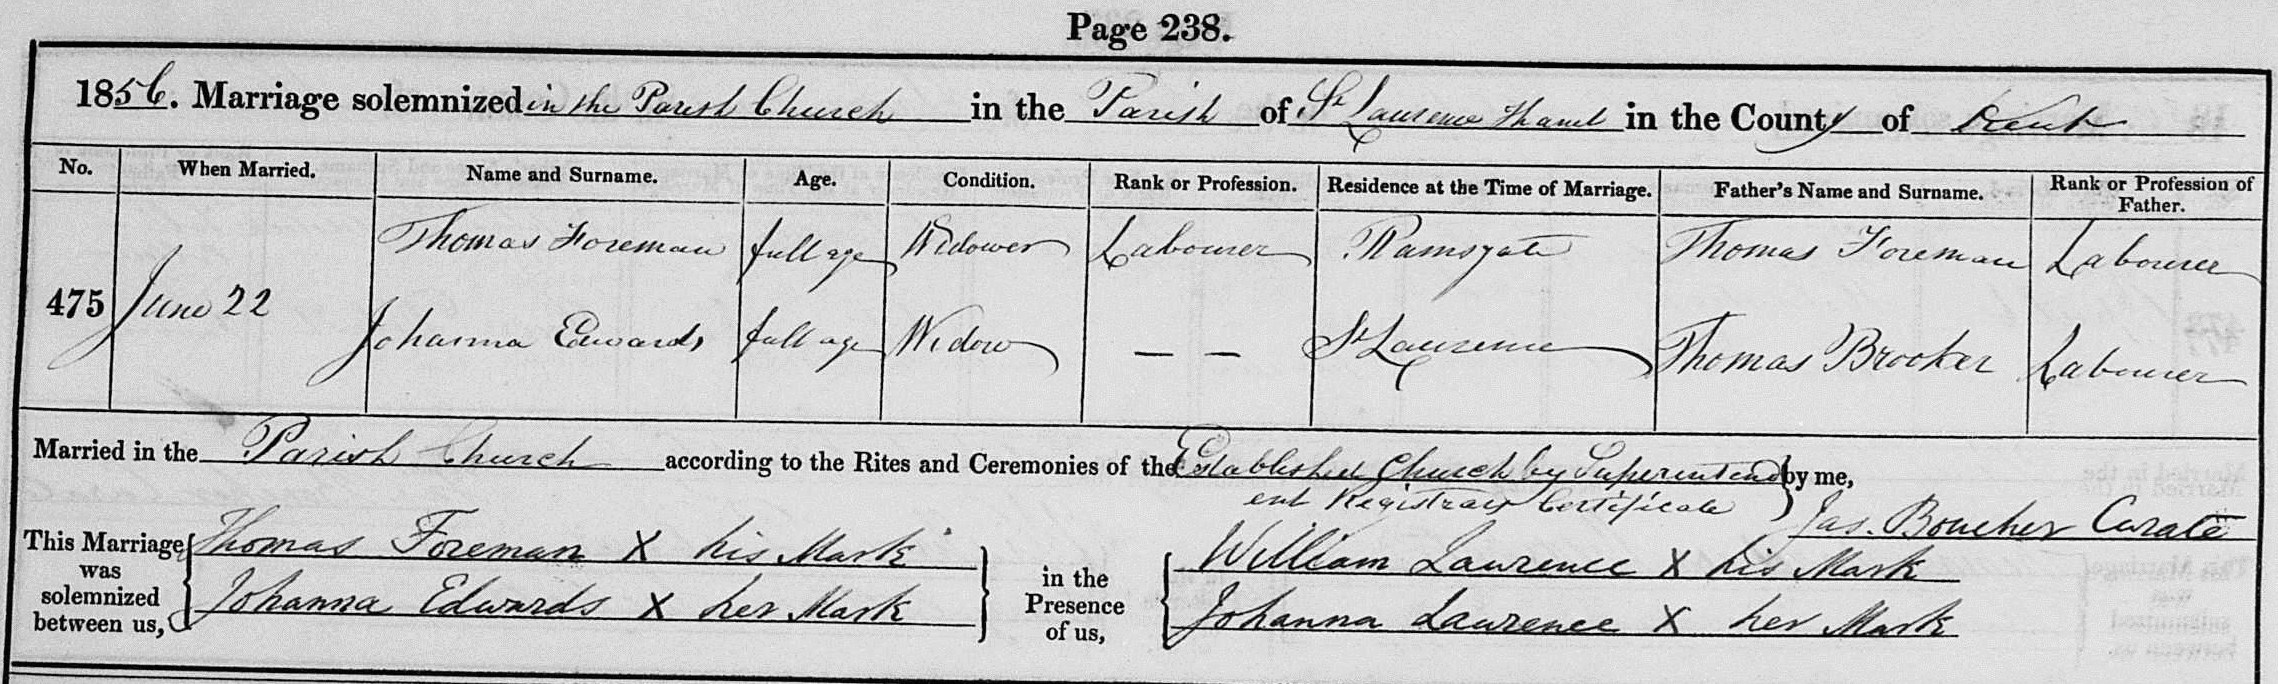 Page 238.
1856. Marriage solemnized in the Parish Church in the Parish of St Laurence Thanet in the County of Kent
No. When Married. Name and Surname. Age. Condition. Rank or Profession. Residence at the Time of Marriage. Father's Name and Surname. Rank or Profession of Father.
Thomas Foreman full age Widower Labourer Ramsgate Thomas Foreman Labourer
475 June 22
Johanna Edwards full age Widow — — St Laurence Thomas Brooker Labourer
Married in the Parish Church according to the Rites and Ceremonies of the Established Church by Superintend by me,
ent Registrars Certificate Jas. Boucher Curate
This Marriage was solemnized between us, Thomas Foreman X his Mark in the Presence of us, William Lawrence X his Mark
Johanna Edwards X her Mark Johanna Lawrence X her Mark